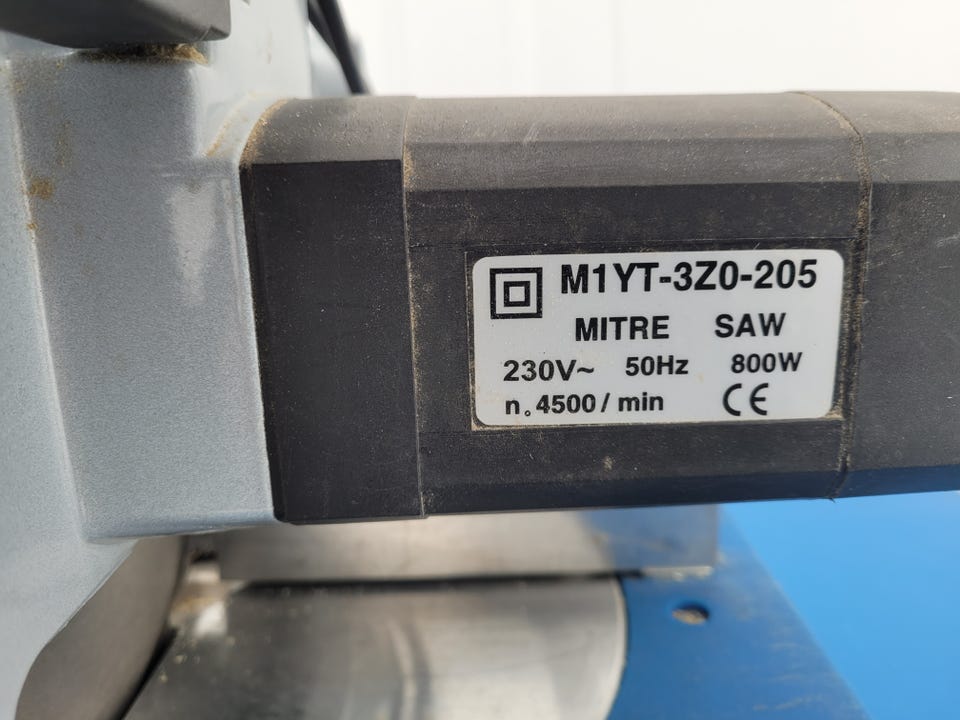 M1YT-3Z0-205
MITRE SAW
230V~ 50Hz 800W
n。4500/min CE